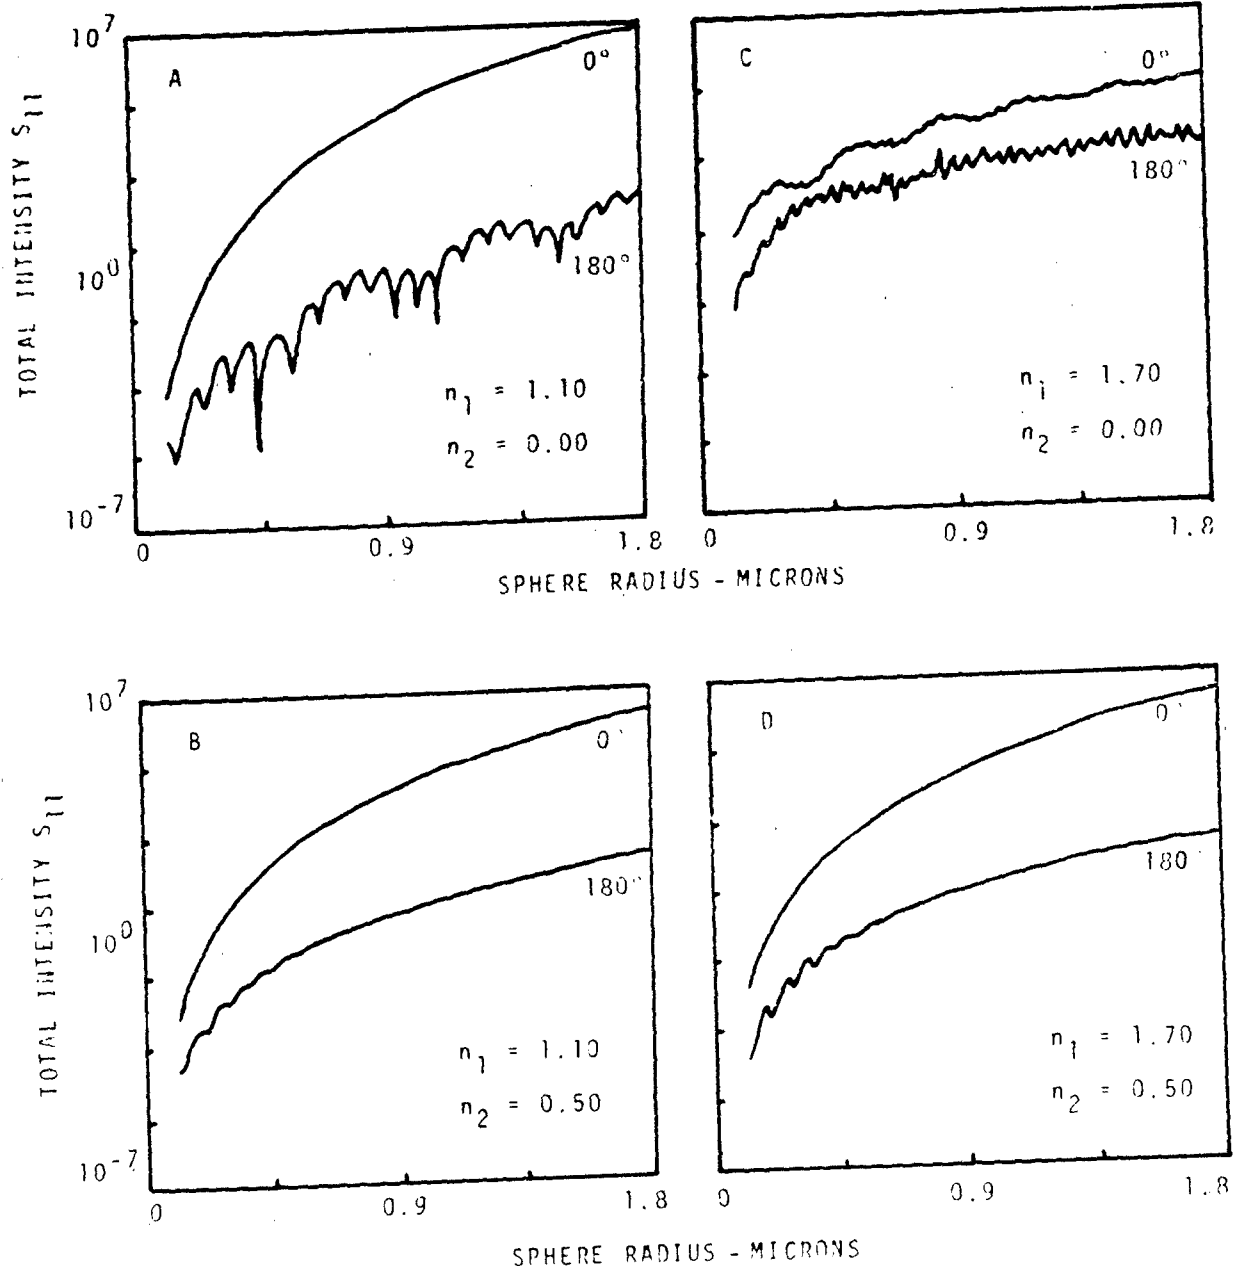 10^7
A
0°
TOTAL INTENSITY S11
10^0
180°
n1 = 1.10
n2 = 0.00
10^-7
0
0.9
1.8
C
0°
180°
n1 = 1.70
n2 = 0.00
0
0.9
1.8
SPHERE RADIUS - MICRONS
10^7
B
0
TOTAL INTENSITY S11
10^0
180°
n1 = 1.10
n2 = 0.50
10^-7
0
0.9
1.8
D
0
180
n1 = 1.70
n2 = 0.50
0
0.9
1.8
SPHERE RADIUS - MICRONS